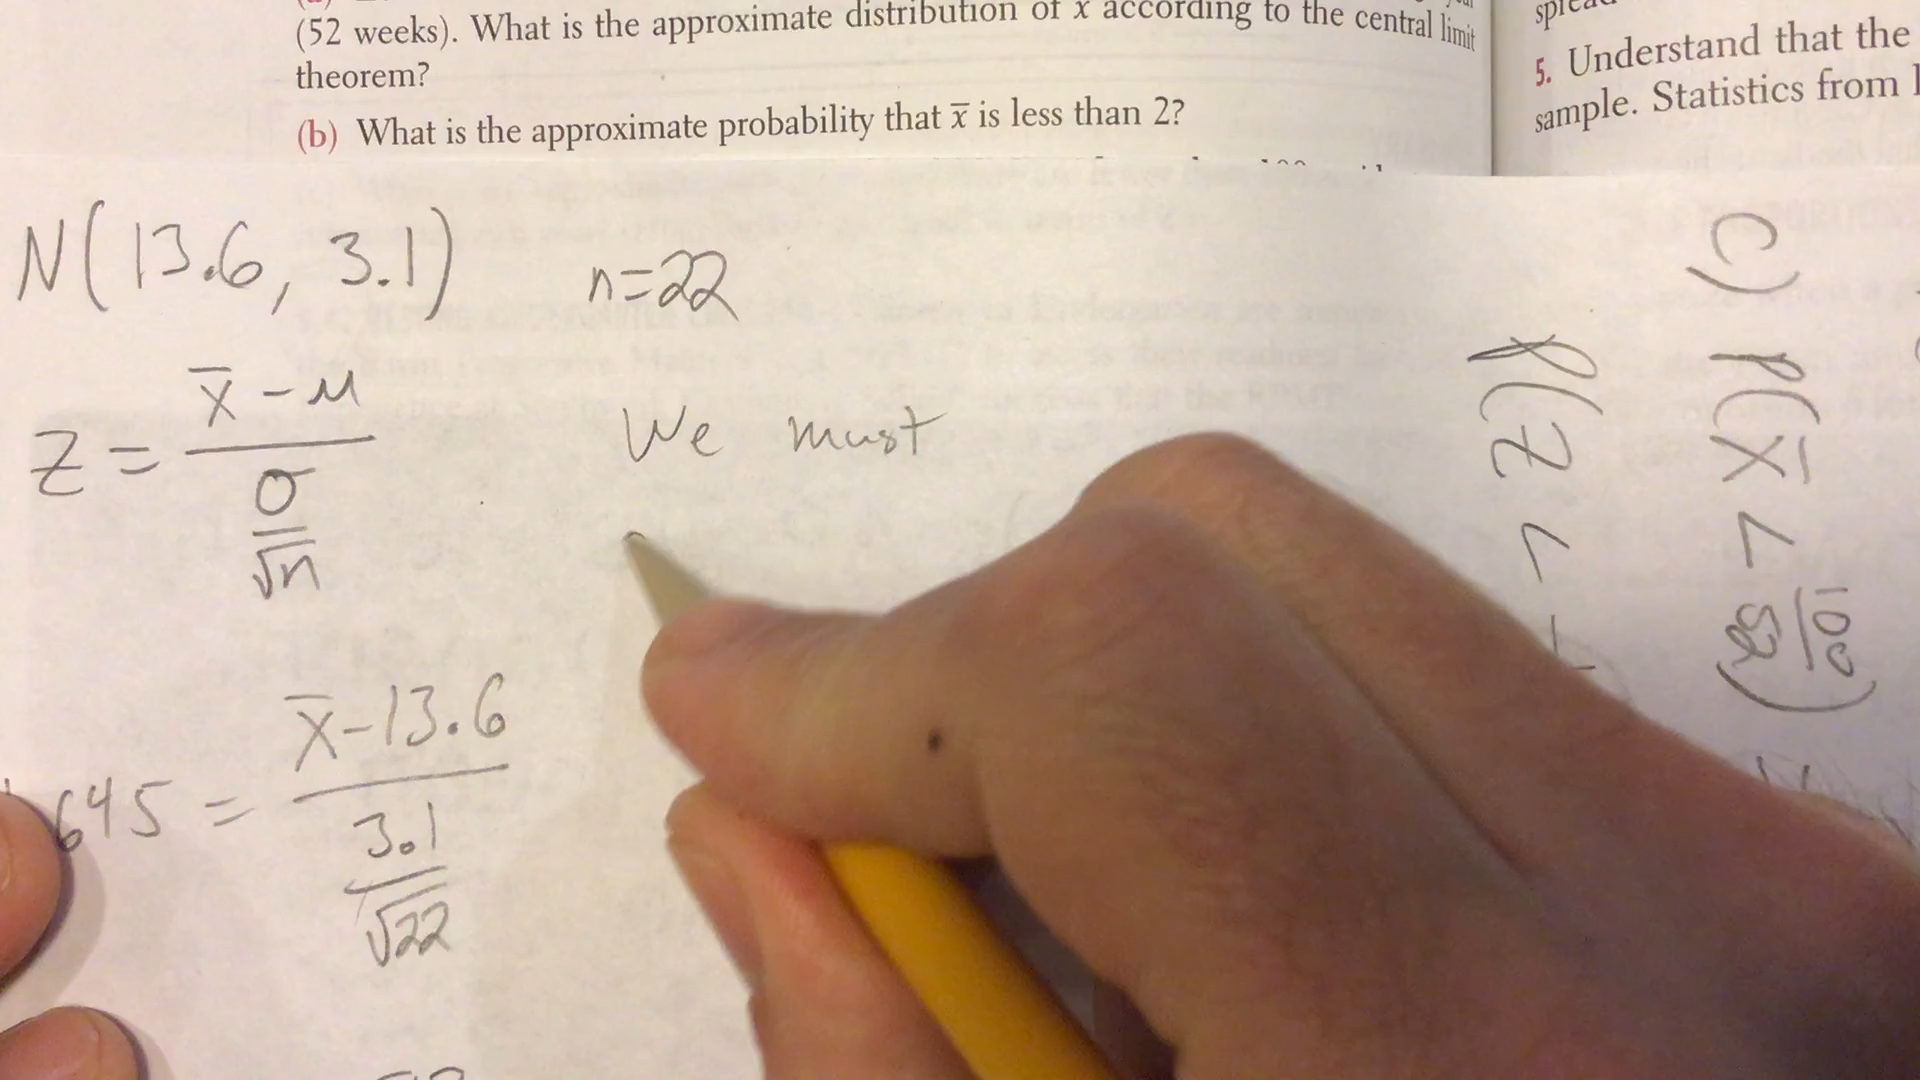 (52 weeks). What is the approximate distribution of x̄ according to the central limit
theorem?
(b) What is the approximate probability that x̄ is less than 2?
5. Understand that the
sample. Statistics from
N(13.6, 3.1) n=22
z = (x̄ - μ) / (σ/√n)
We must
645 = (x̄-13.6) / (3.1/√22)
C) P(x̄ < 100/52)
P(Z < -